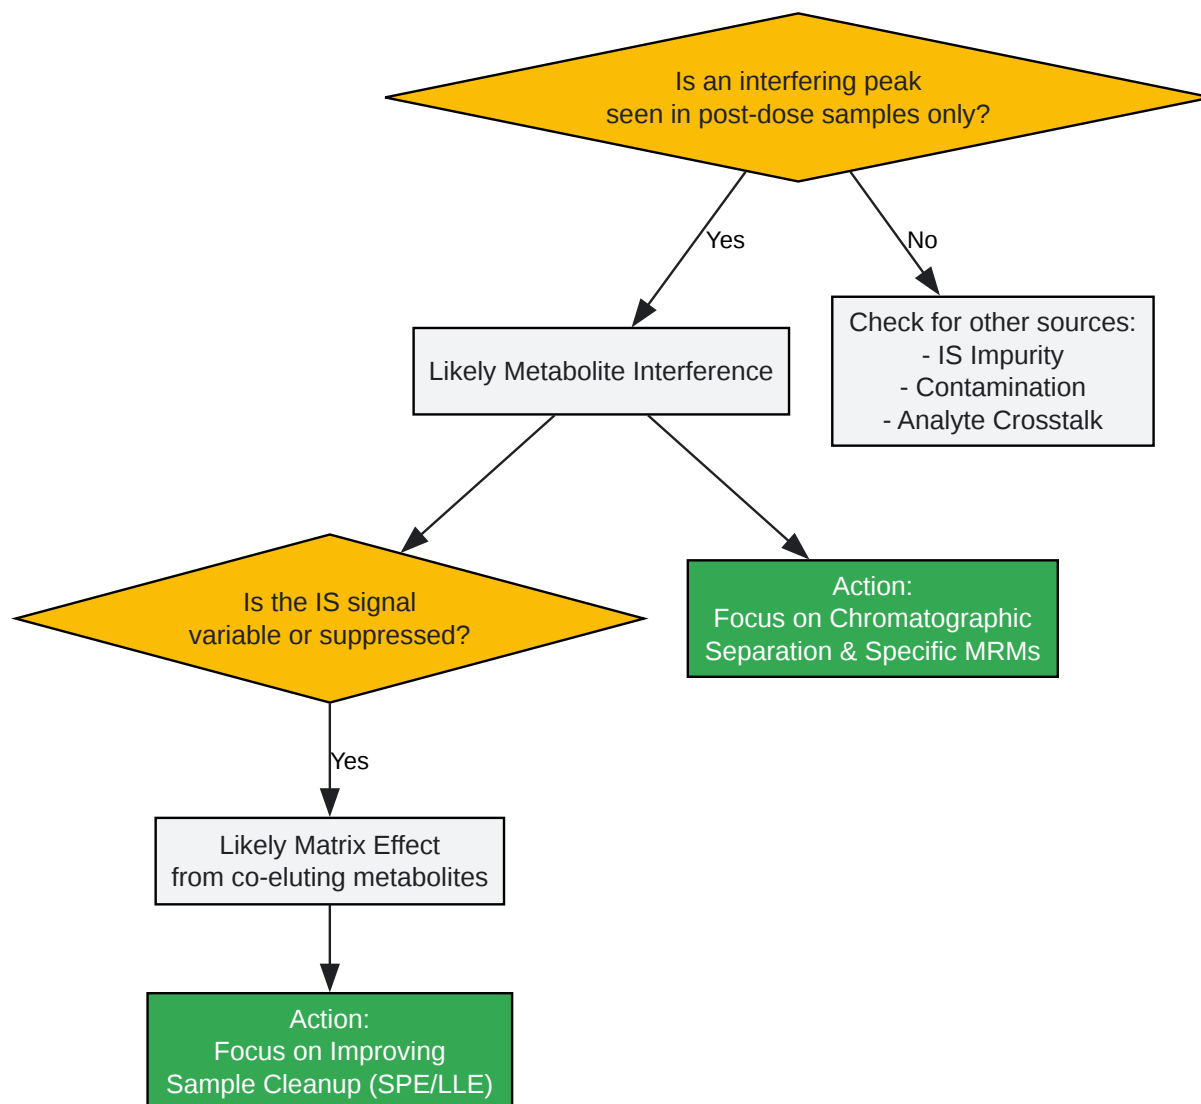 Is an interfering peak
seen in post-dose samples only?
Yes
No
Likely Metabolite Interference
Check for other sources:
- IS Impurity
- Contamination
- Analyte Crosstalk
Is the IS signal
variable or suppressed?
Action:
Focus on Chromatographic
Separation & Specific MRMs
Yes
Likely Matrix Effect
from co-eluting metabolites
Action:
Focus on Improving
Sample Cleanup (SPE/LLE)